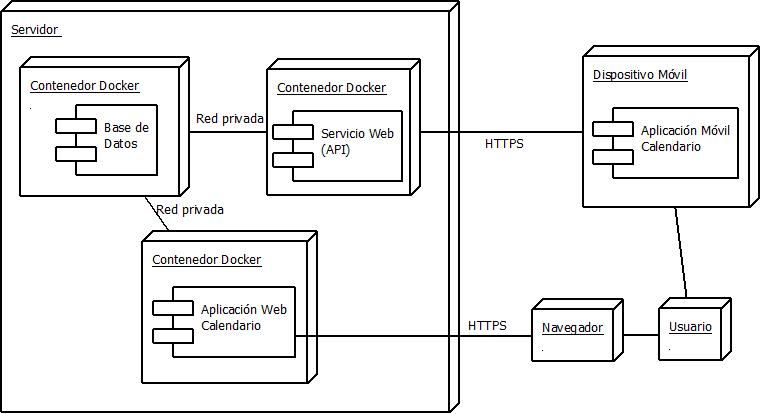 Servidor
Contenedor Docker
Base de
Datos
Red privada
Contenedor Docker
Servicio Web
(API)
HTTPS
Dispositivo Móvil
Aplicación Móvil
Calendario
Red privada
Contenedor Docker
Aplicación Web
Calendario
HTTPS
Navegador
Usuario